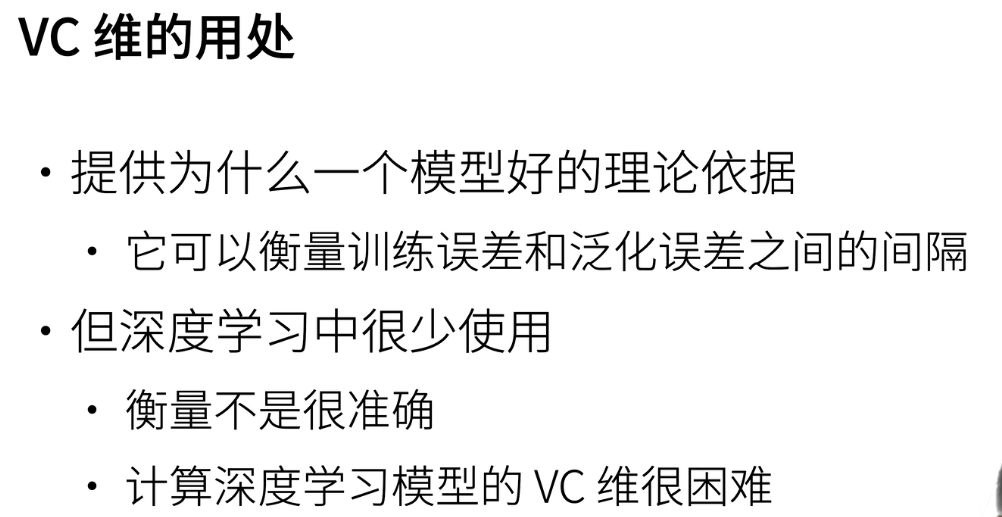 VC 维的用处
• 提供为什么一个模型好的理论依据
• 它可以衡量训练误差和泛化误差之间的间隔
• 但深度学习中很少使用
• 衡量不是很准确
• 计算深度学习模型的 VC 维很困难